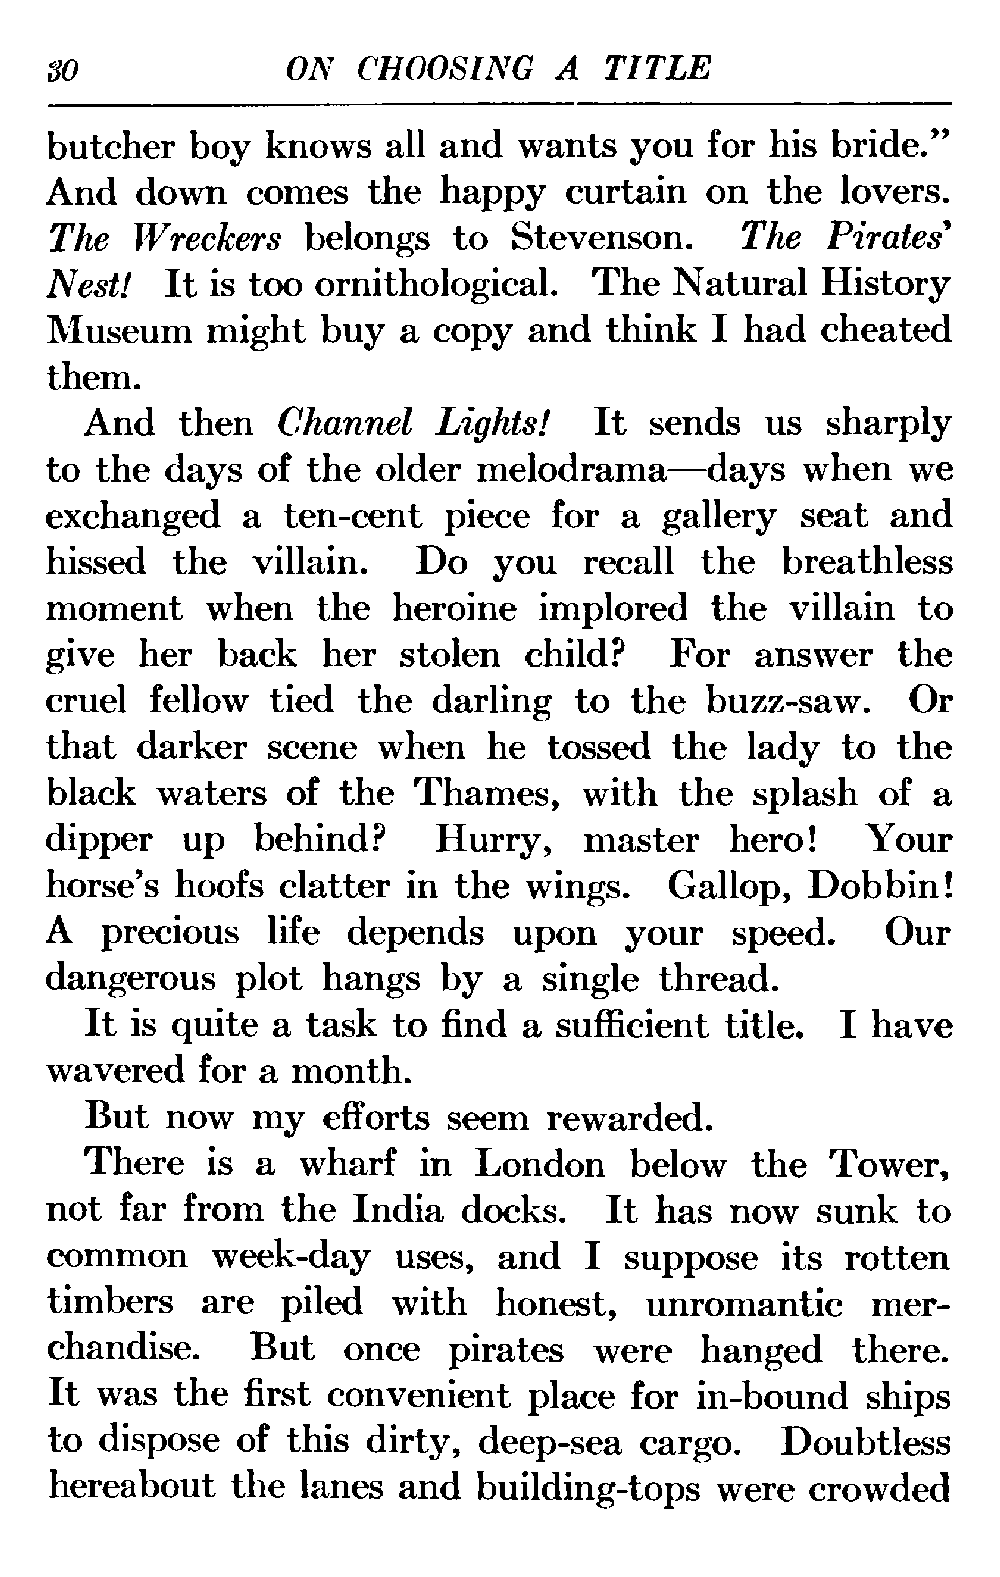 30 ON CHOOSING A TITLE
butcher boy knows all and wants you for his bride.”
And down comes the happy curtain on the lovers.
The Wreckers belongs to Stevenson. The Pirates’
Nest! It is too ornithological. The Natural History
Museum might buy a copy and think I had cheated
them.
And then Channel Lights! It sends us sharply
to the days of the older melodrama—days when we
exchanged a ten-cent piece for a gallery seat and
hissed the villain. Do you recall the breathless
moment when the heroine implored the villain to
give her back her stolen child? For answer the
cruel fellow tied the darling to the buzz-saw. Or
that darker scene when he tossed the lady to the
black waters of the Thames, with the splash of a
dipper up behind? Hurry, master hero! Your
horse’s hoofs clatter in the wings. Gallop, Dobbin!
A precious life depends upon your speed. Our
dangerous plot hangs by a single thread.
It is quite a task to find a sufficient title. I have
wavered for a month.
But now my efforts seem rewarded.
There is a wharf in London below the Tower,
not far from the India docks. It has now sunk to
common week-day uses, and I suppose its rotten
timbers are piled with honest, unromantic mer-
chandise. But once pirates were hanged there.
It was the first convenient place for in-bound ships
to dispose of this dirty, deep-sea cargo. Doubtless
hereabout the lanes and building-tops were crowded